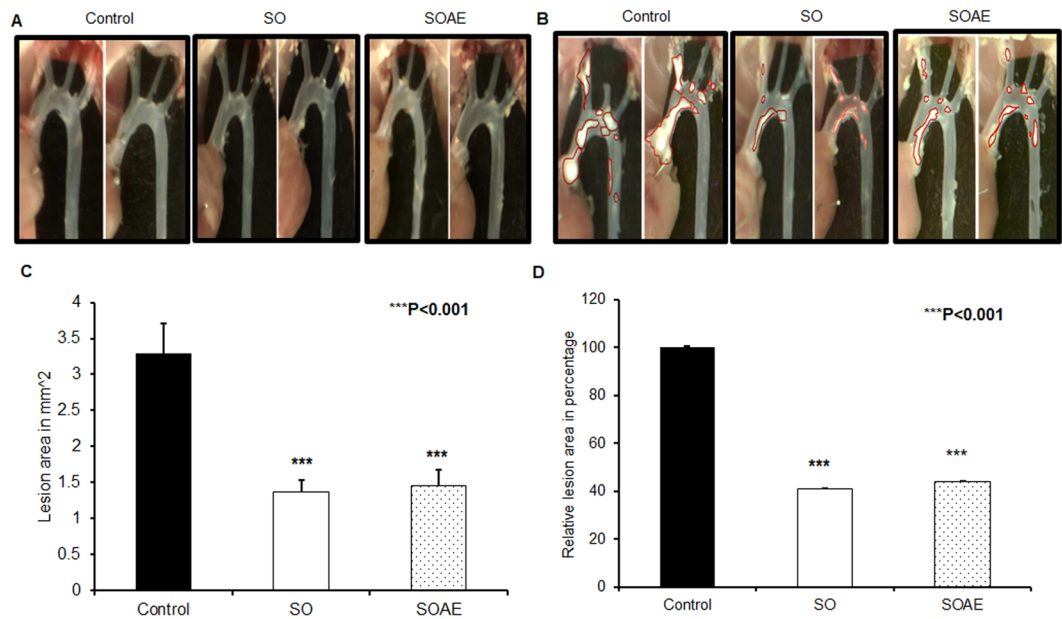 A
Control
SO
SOAE
B
Control
SO
SOAE
C
***P<0.001
Lesion area in mm^2
4
3.5
3
2.5
2
1.5
1
0.5
0
***
***
Control
SO
SOAE
D
***P<0.001
Relative lesion area in percentage
120
100
80
60
40
20
0
***
***
Control
SO
SOAE